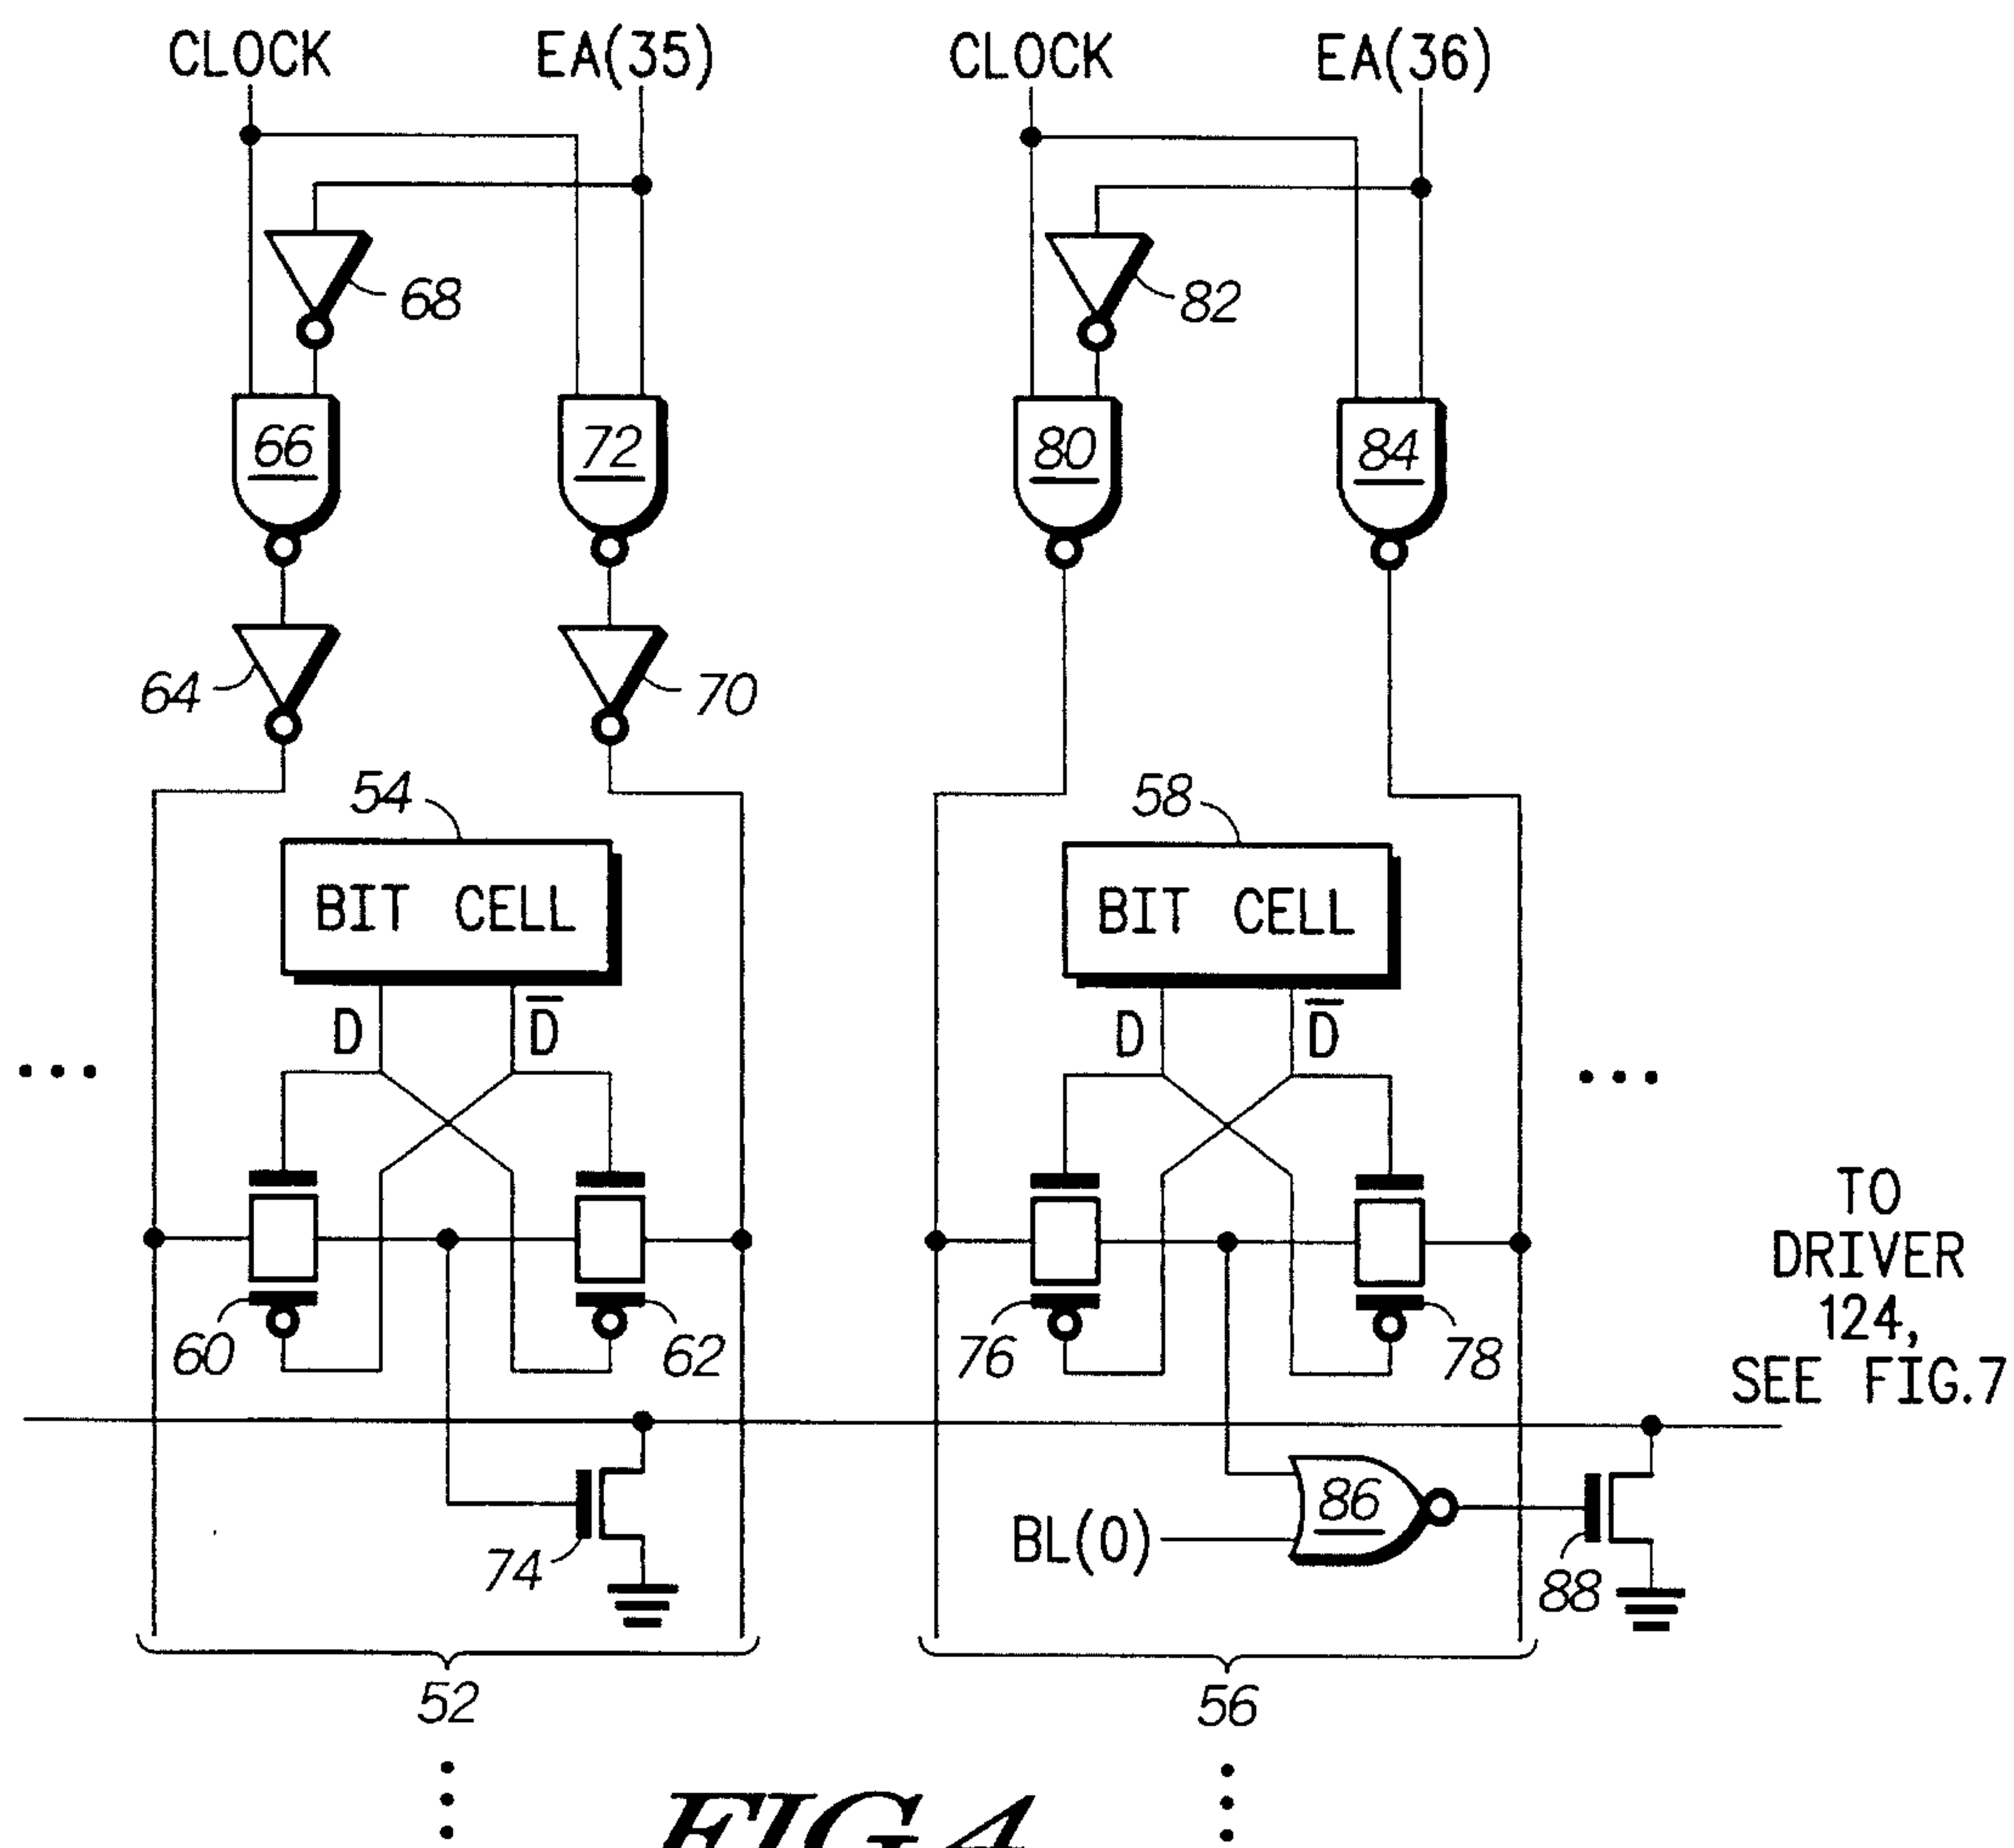 CLOCK EA(35) CLOCK EA(36)
68 82
66 72 80 84
64 70
54 58
BIT CELL BIT CELL
D D̅ D D̅
TO
DRIVER
124,
SEE FIG.7
60 62 76 78
86
BL(0)
74 88
52 56
FIG.4